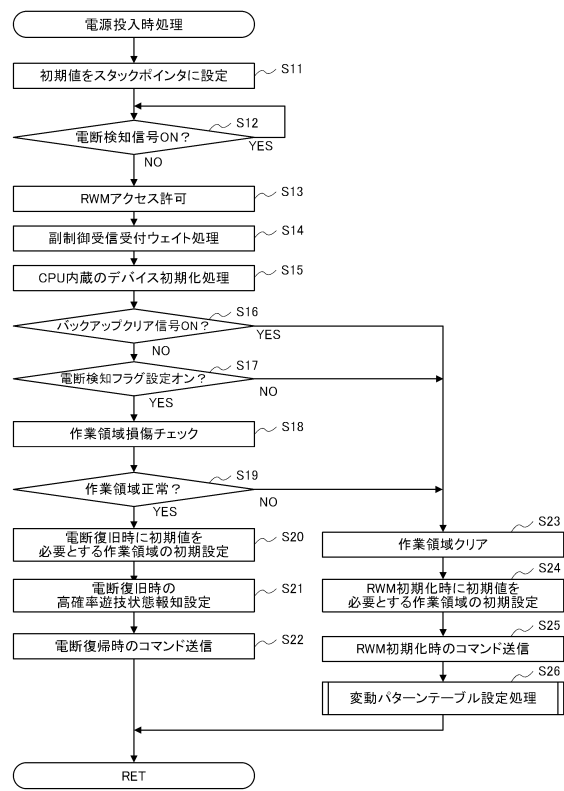 電源投入時処理
初期値をスタックポインタに設定
S11
電断検知信号ON?
S12
YES
NO
RWMアクセス許可
S13
副制御受信受付ウェイト処理
S14
CPU内蔵のデバイス初期化処理
S15
バックアップクリア信号ON?
S16
YES
NO
電断検知フラグ設定オン?
S17
NO
YES
作業領域損傷チェック
S18
作業領域正常?
S19
NO
YES
電断復旧時に初期値を
必要とする作業領域の初期設定
S20
電断復旧時の
高確率遊技状態報知設定
S21
電断復帰時のコマンド送信
S22
作業領域クリア
S23
RWM初期化時に初期値を
必要とする作業領域の初期設定
S24
RWM初期化時のコマンド送信
S25
変動パターンテーブル設定処理
S26
RET